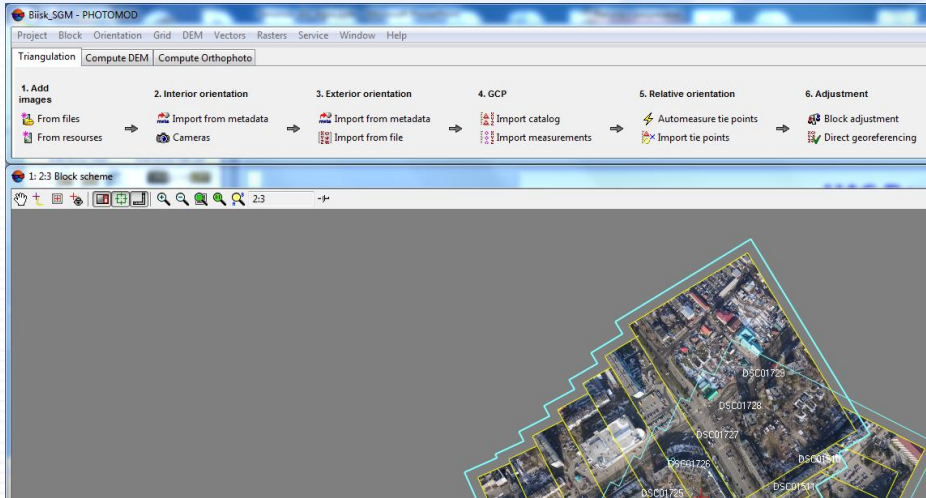 Biisk_SGM - PHOTOMOD
Project Block Orientation Grid DEM Vectors Rasters Service Window Help
Triangulation Compute DEM Compute Orthophoto
1. Add images
2. Interior orientation
3. Exterior orientation
4. GCP
5. Relative orientation
6. Adjustment
From files
Import from metadata
Import from metadata
Import catalog
Automeasure tie points
Block adjustment
From resourses
Cameras
Import from file
Import measurements
Import tie points
Direct georeferencing
1: 2:3 Block scheme
2:3
DSC01729
DSC01728
DSC01727
DSC01726
DSC01725
DSC01510
DSC01511